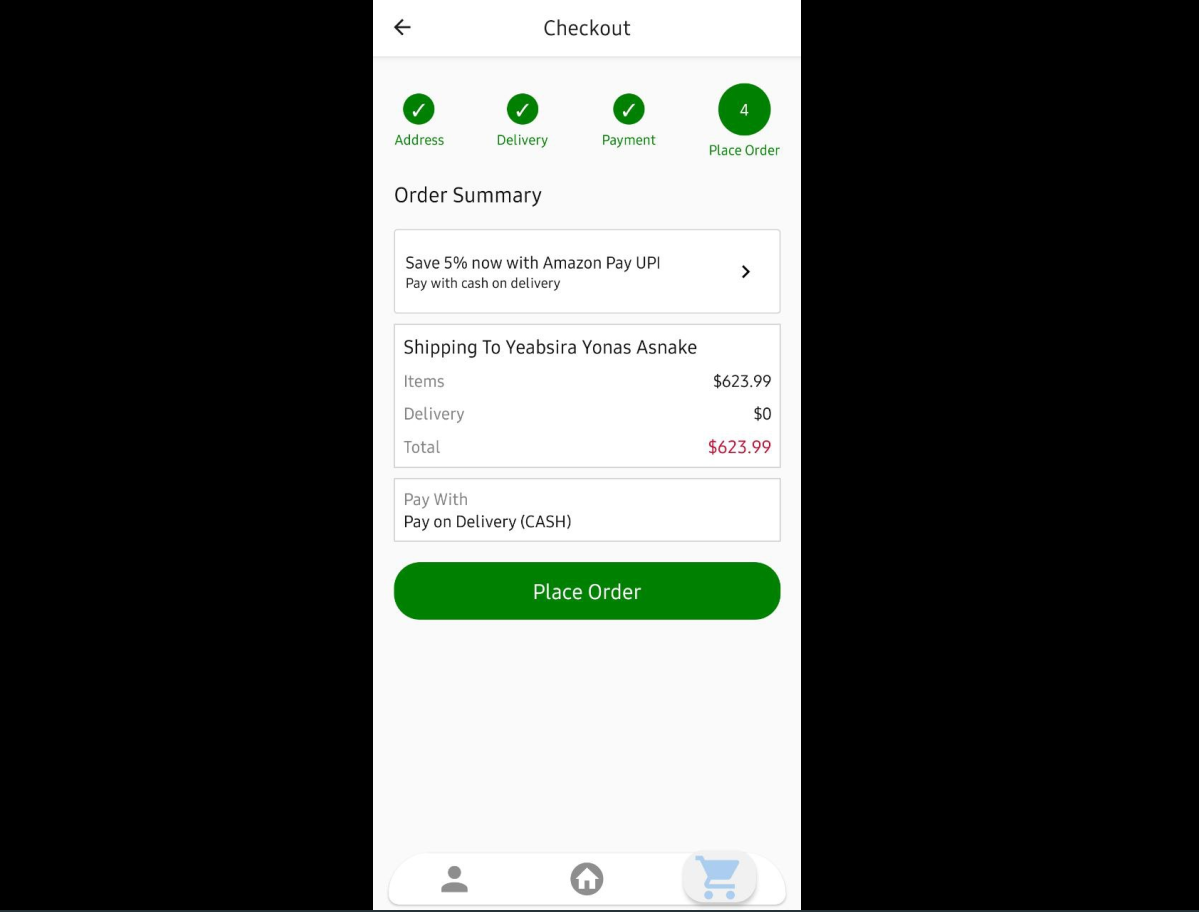 Checkout
✓ ✓ ✓ 4
Address Delivery Payment Place Order
Order Summary
Save 5% now with Amazon Pay UPI
Pay with cash on delivery
Shipping To Yeabsira Yonas Asnake
Items $623.99
Delivery $0
Total $623.99
Pay With
Pay on Delivery (CASH)
Place Order